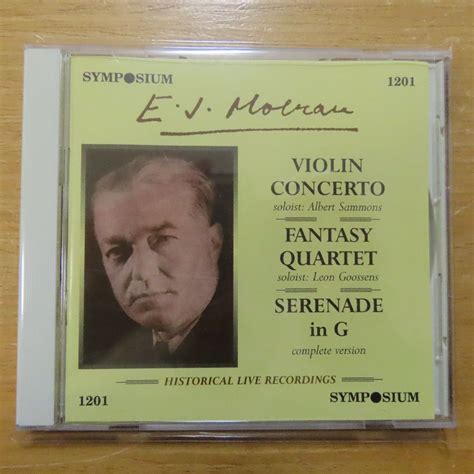 SYMPOSIUM
1201
E. J. Moeran
VIOLIN
CONCERTO
soloist: Albert Sammons
FANTASY
QUARTET
soloist: Leon Goossens
SERENADE
in G
complete version
HISTORICAL LIVE RECORDINGS
1201
SYMPOSIUM